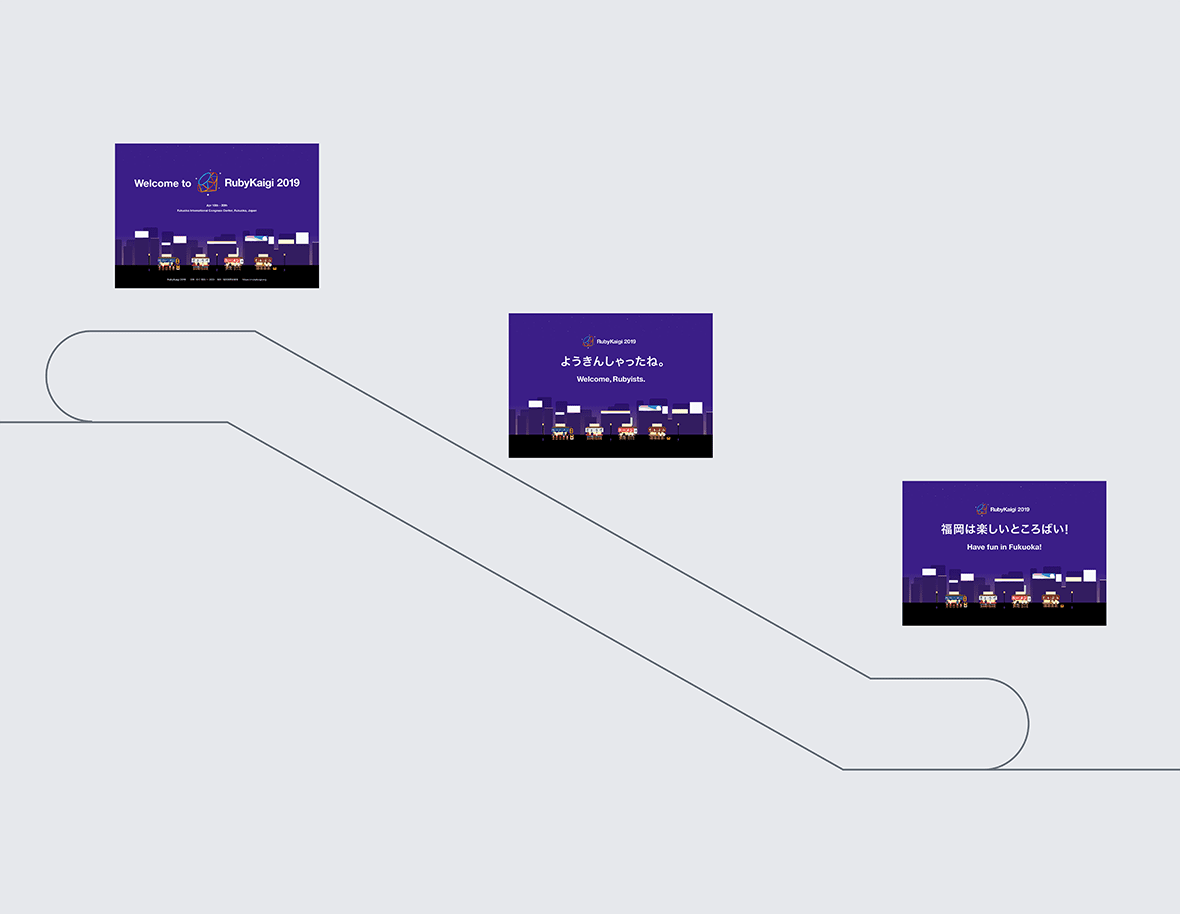 Welcome to RubyKaigi 2019
Apr 18th - 20th
Fukuoka International Congress Center, Fukuoka, Japan
RubyKaigi 2019
ようきんしゃったね。
Welcome, Rubyists.
RubyKaigi 2019
福岡は楽しいところばい!
Have fun in Fukuoka!